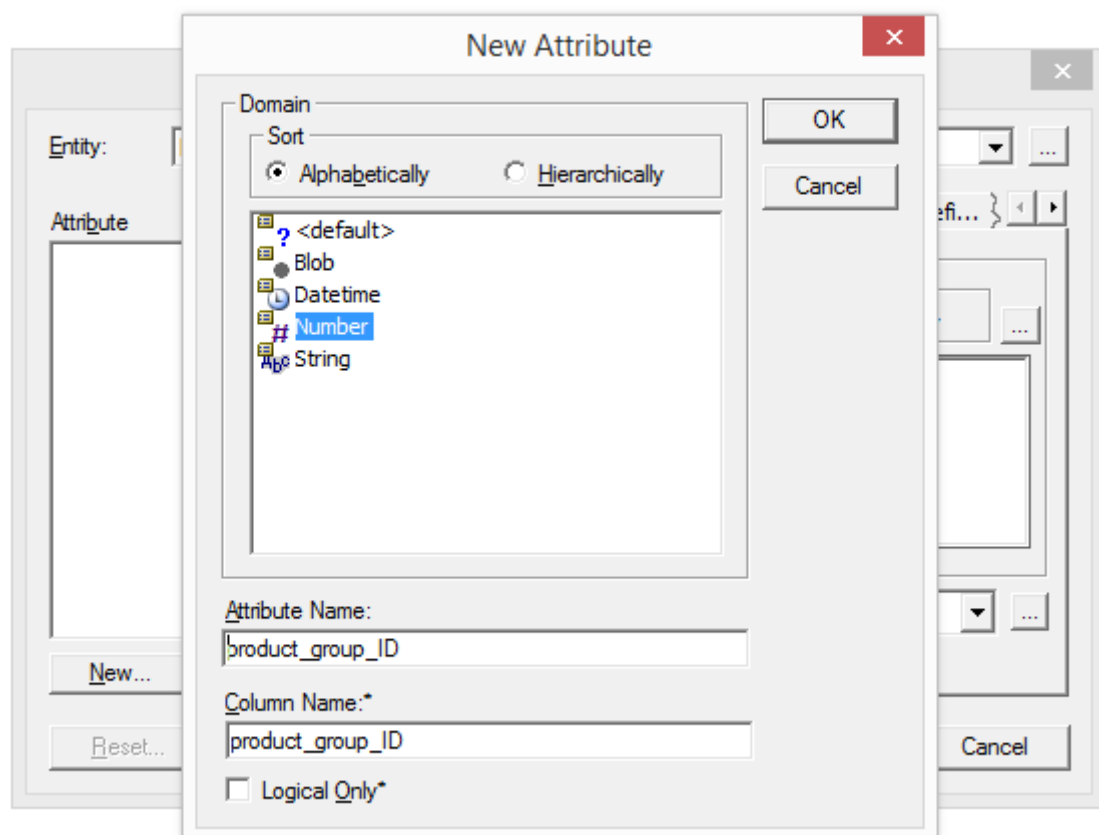 New Attribute
Domain
Sort
Alphabetically
Hierarchically
OK
Cancel
<default>
Blob
Datetime
Number
String
Attribute Name:
product_group_ID
Column Name:*
product_group_ID
Logical Only*
Entity:
...
Attribute
efi...
...
...
New...
Reset...
Cancel